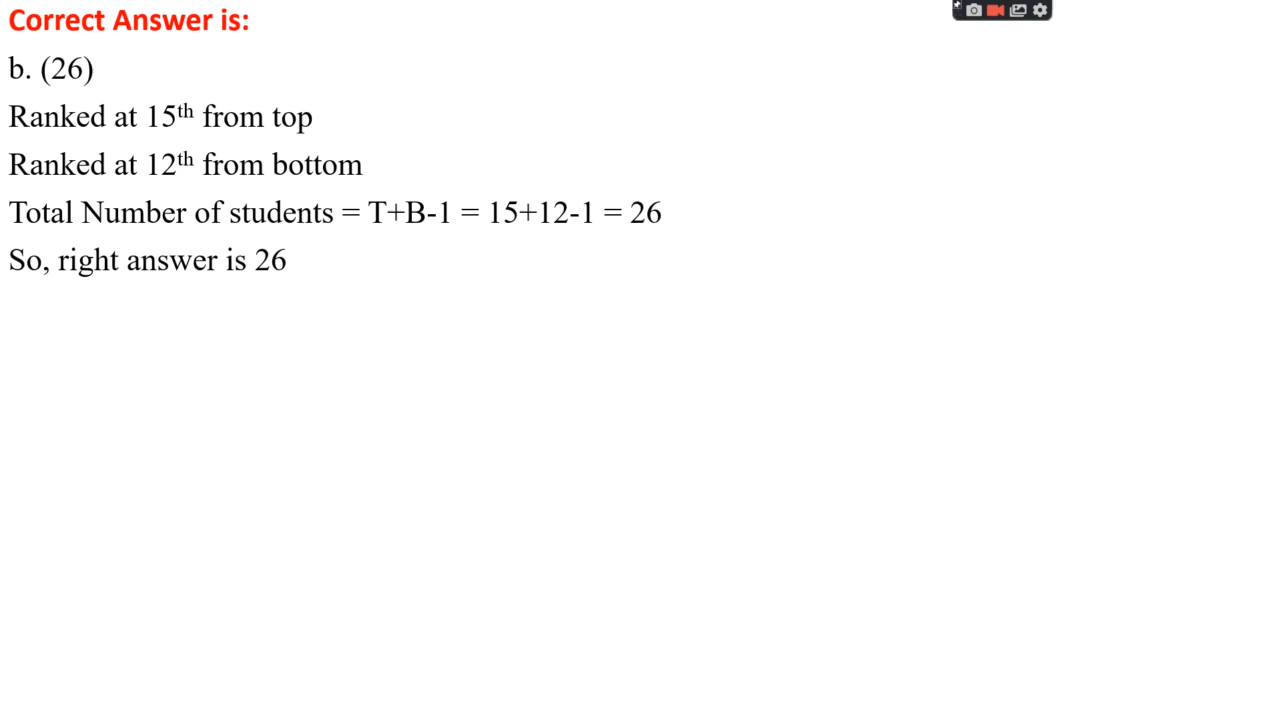 Correct Answer is:
b. (26)
Ranked at 15th from top
Ranked at 12th from bottom
Total Number of students = T+B-1 = 15+12-1 = 26
So, right answer is 26